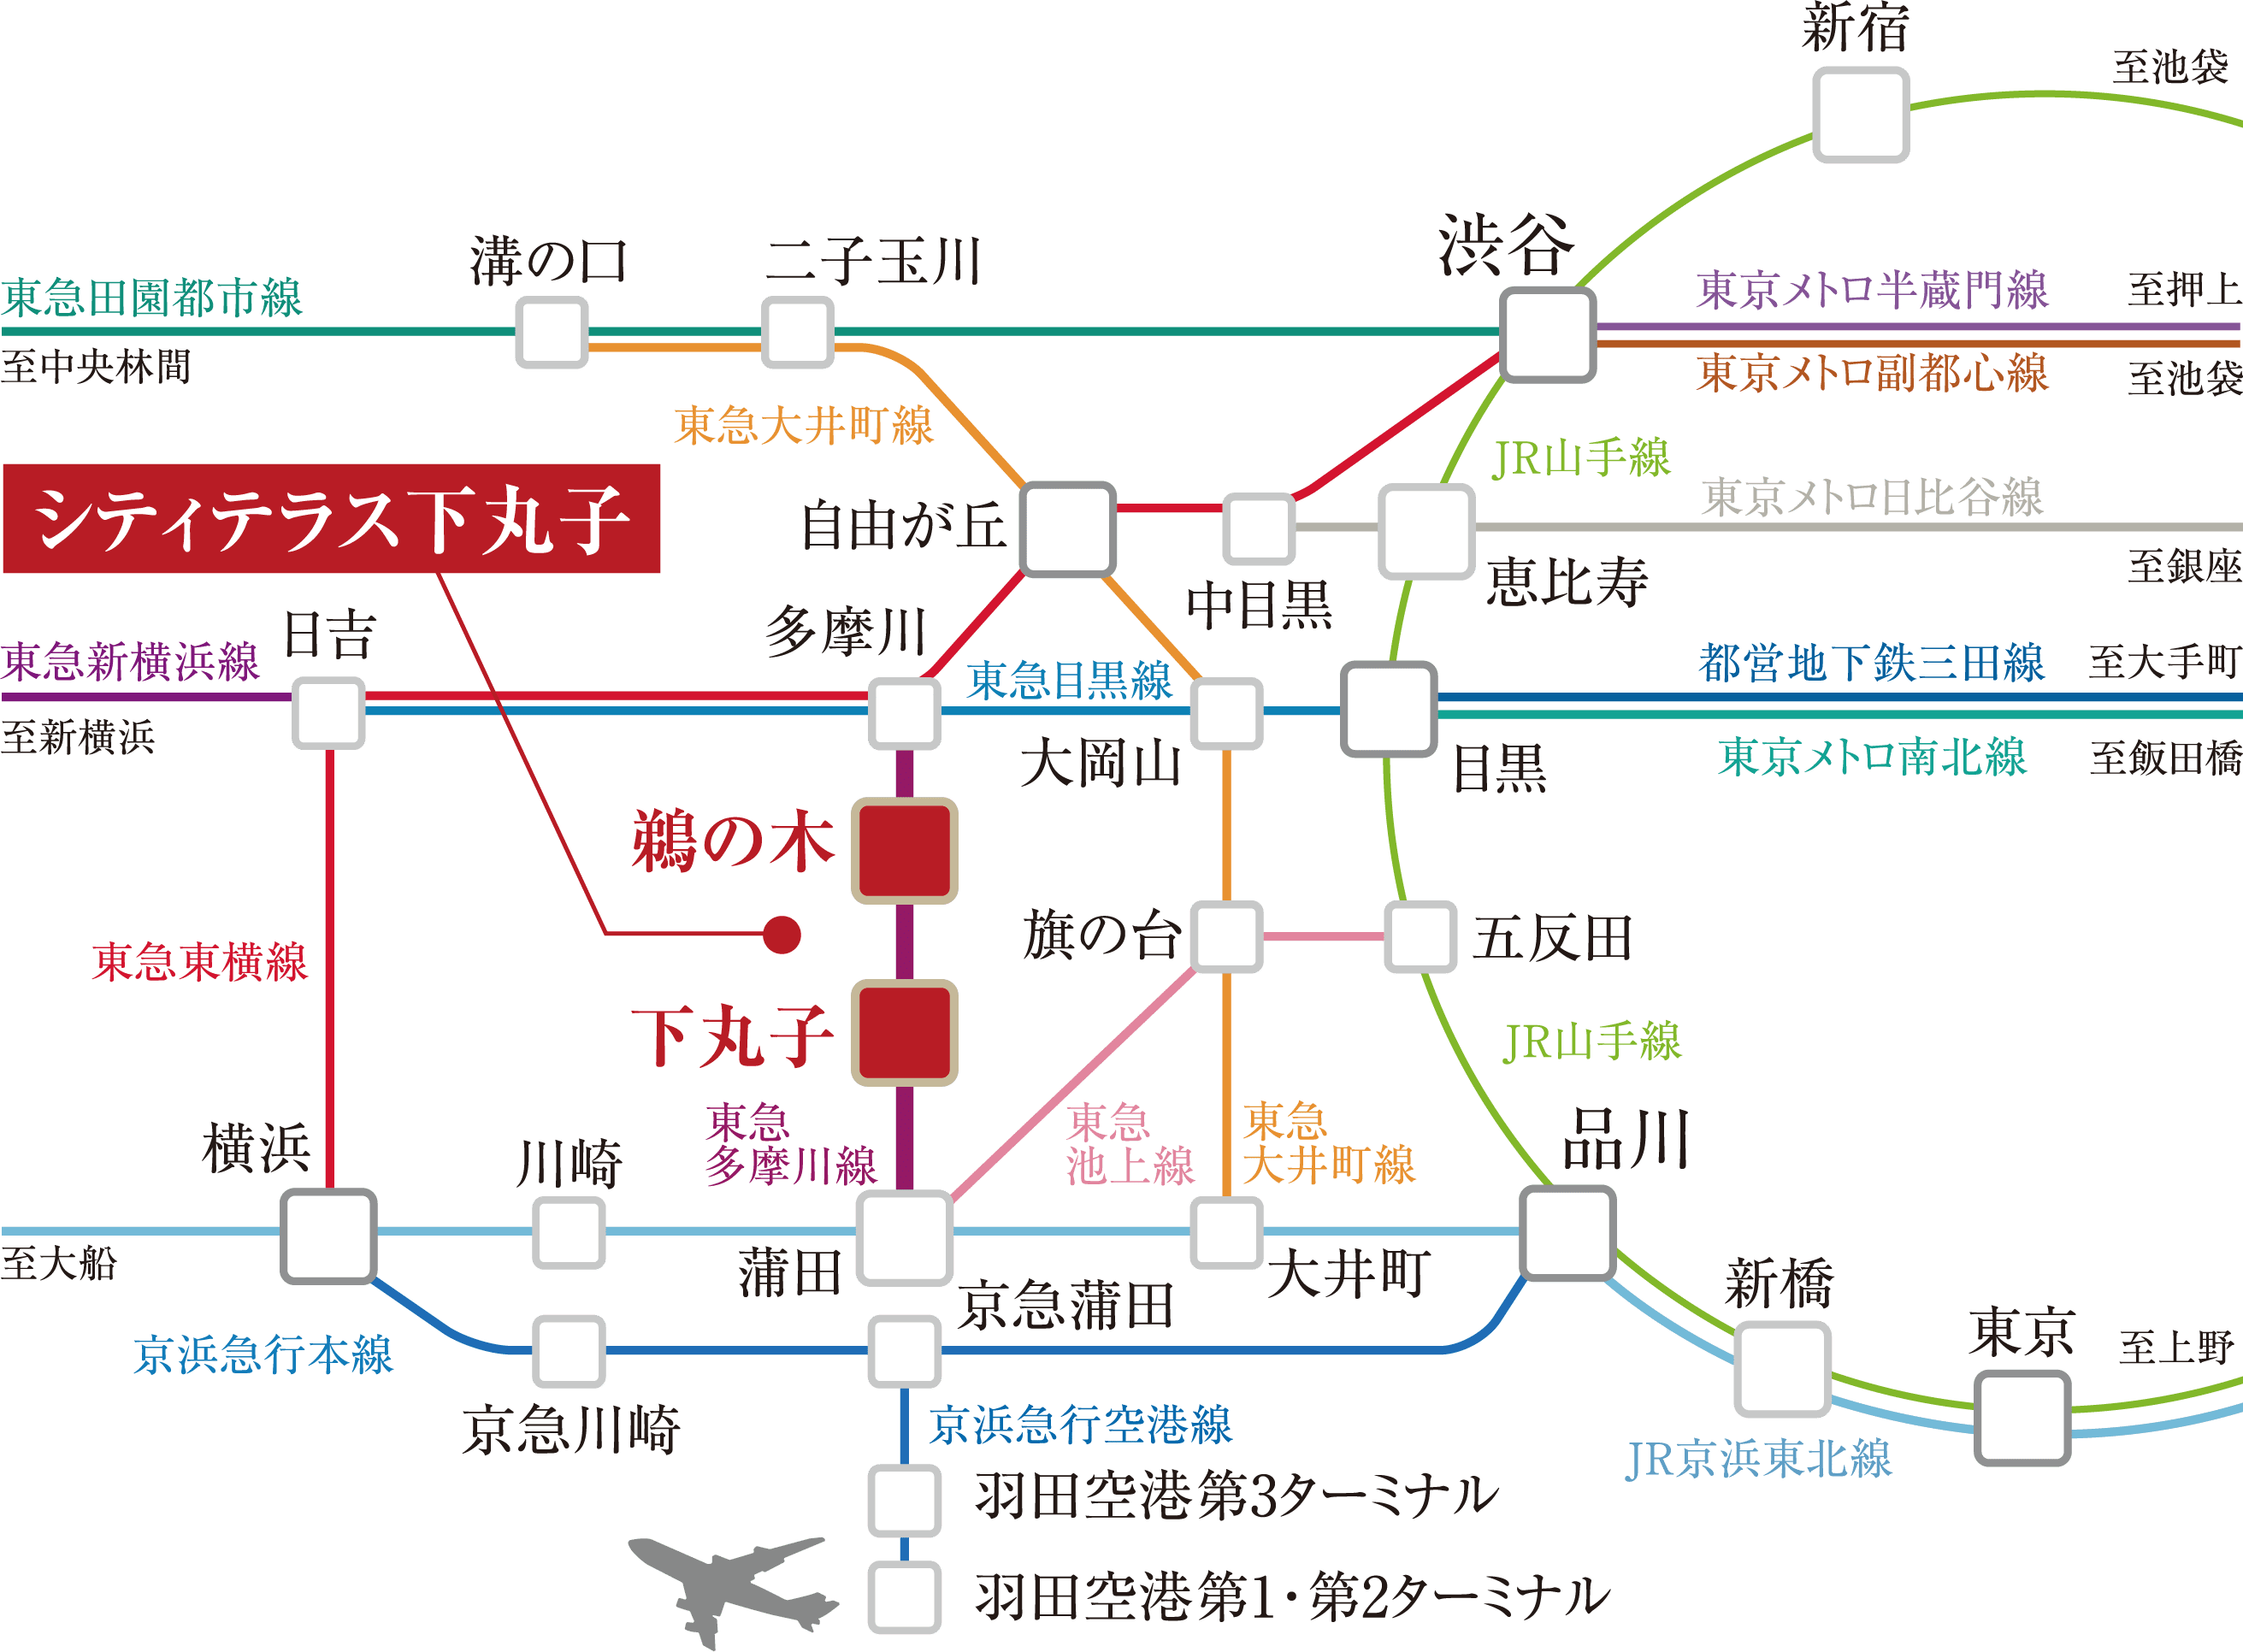 新宿
至池袋
渋谷
溝の口
二子玉川
東急田園都市線
至中央林間
東京メトロ半蔵門線
至押上
東京メトロ副都心線
至池袋
東急大井町線
JR山手線
シティテラス下丸子
自由が丘
中目黒
恵比寿
東京メトロ日比谷線
至銀座
日吉
多摩川
東急新横浜線
至新横浜
東急目黒線
大岡山
目黒
都営地下鉄三田線
至大手町
東京メトロ南北線
至飯田橋
鵜の木
旗の台
五反田
東急東横線
下丸子
JR山手線
横浜
川崎
東急
多摩川線
東急
池上線
東急
大井町線
品川
至大船
蒲田
京急蒲田
大井町
新橋
東京
至上野
京浜急行本線
京急川崎
京浜急行空港線
JR京浜東北線
羽田空港第3ターミナル
羽田空港第1・第2ターミナル